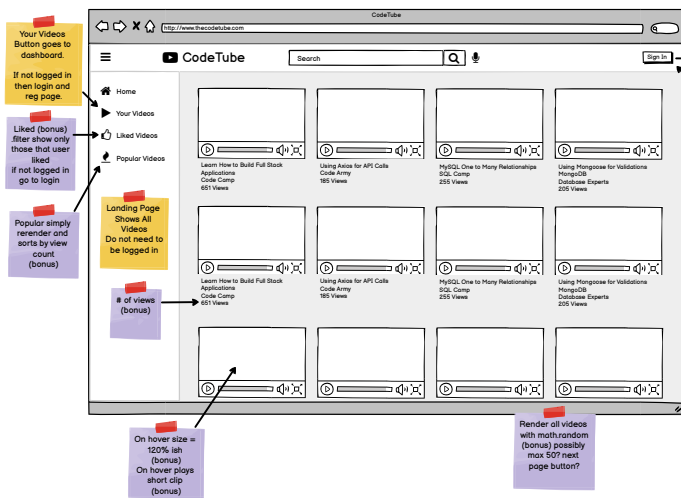 CodeTube
http://www.thecodetube.com
CodeTube
Search
Sign In
Your Videos
Button goes to
dashboard.
If not logged in
then login and
reg page.
Liked (bonus)
.filter show only
those that user
liked
if not logged in
go to login
Popular simply
rerender and
sorts by view
count
(bonus)
Home
Your Videos
Liked Videos
Popular Videos
Landing Page
Shows All
Videos
Do not need to
be logged in
# of views
(bonus)
Learn How to Build Full Stack
Applications
Code Camp
651 Views
Using Axios for API Calls
Code Army
185 Views
MySQL One to Many Relationships
SQL Camp
255 Views
Using Mongoose for Validations
MongoDB
Database Experts
205 Views
Learn How to Build Full Stack
Applications
Code Camp
651 Views
Using Axios for API Calls
Code Army
185 Views
MySQL One to Many Relationships
SQL Camp
255 Views
Using Mongoose for Validations
MongoDB
Database Experts
205 Views
On hover size =
120% ish
(bonus)
On hover plays
short clip
(bonus)
Render all videos
with math.random
(bonus) possibly
max 50? next
page button?